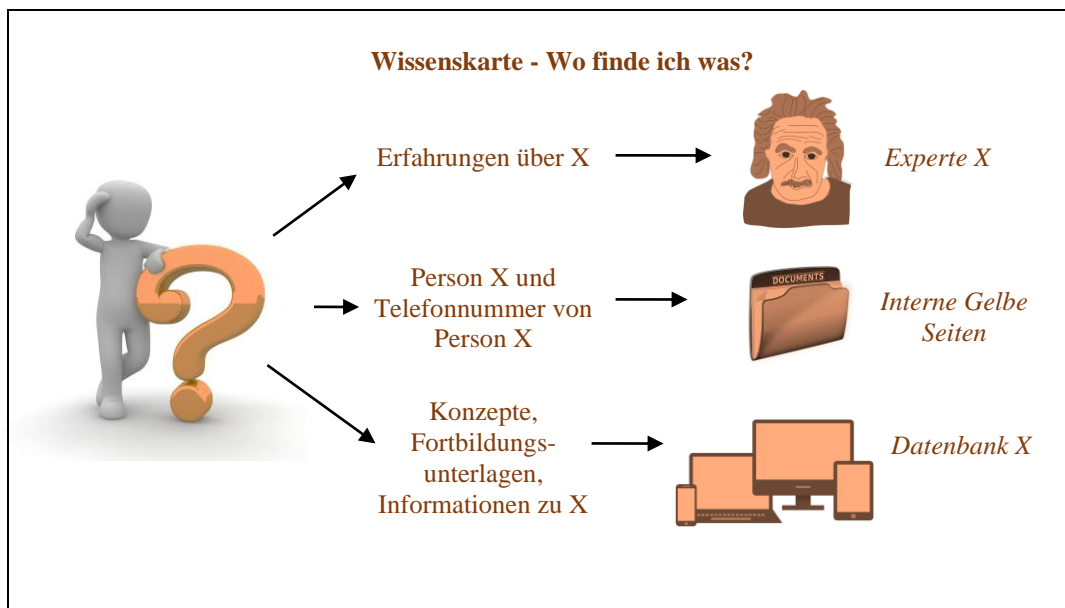 Wissenskarte - Wo finde ich was?
Erfahrungen über X
Experte X
Person X und
Telefonnummer von
Person X
DOCUMENTS
Interne Gelbe
Seiten
Konzepte,
Fortbildungs-
unterlagen,
Informationen zu X
Datenbank X